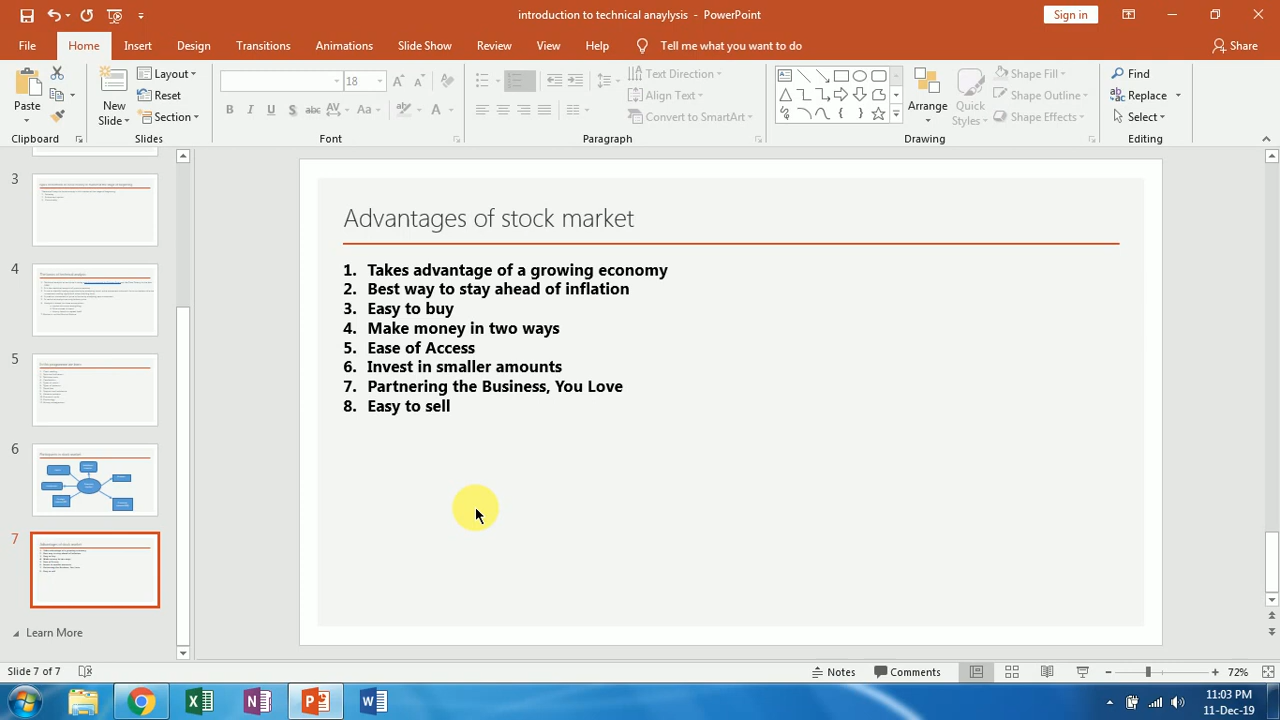 introduction to technical anaylysis - PowerPoint
Sign in
File Home Insert Design Transitions Animations Slide Show Review View Help Tell me what you want to do Share
Paste
New Slide
Layout
Reset
Section
18
Text Direction
Align Text
Convert to SmartArt
Arrange
Quick Styles
Shape Fill
Shape Outline
Shape Effects
Find
Replace
Select
Clipboard Slides Font Paragraph Drawing Editing
3
4
5
6
7
Learn More
Advantages of stock market
1. Takes advantage of a growing economy
2. Best way to stay ahead of inflation
3. Easy to buy
4. Make money in two ways
5. Ease of Access
6. Invest in smaller amounts
7. Partnering the Business, You Love
8. Easy to sell
Slide 7 of 7
Notes Comments 72%
11:03 PM
11-Dec-19